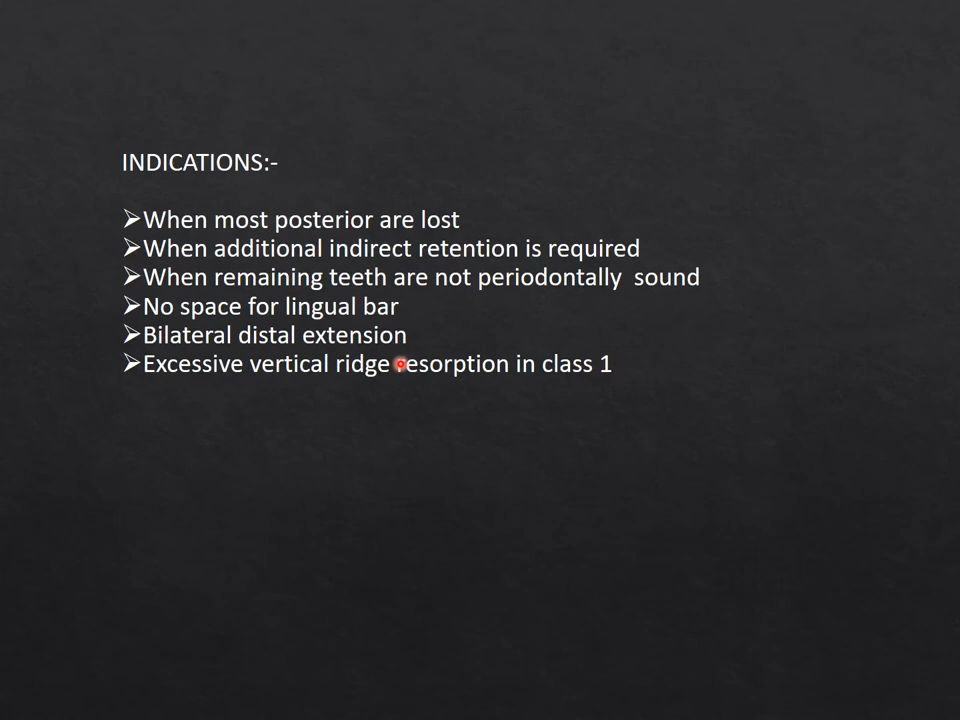 INDICATIONS:-
➢When most posterior are lost
➢When additional indirect retention is required
➢When remaining teeth are not periodontally  sound
➢No space for lingual bar
➢Bilateral distal extension
➢Excessive vertical ridge resorption in class 1